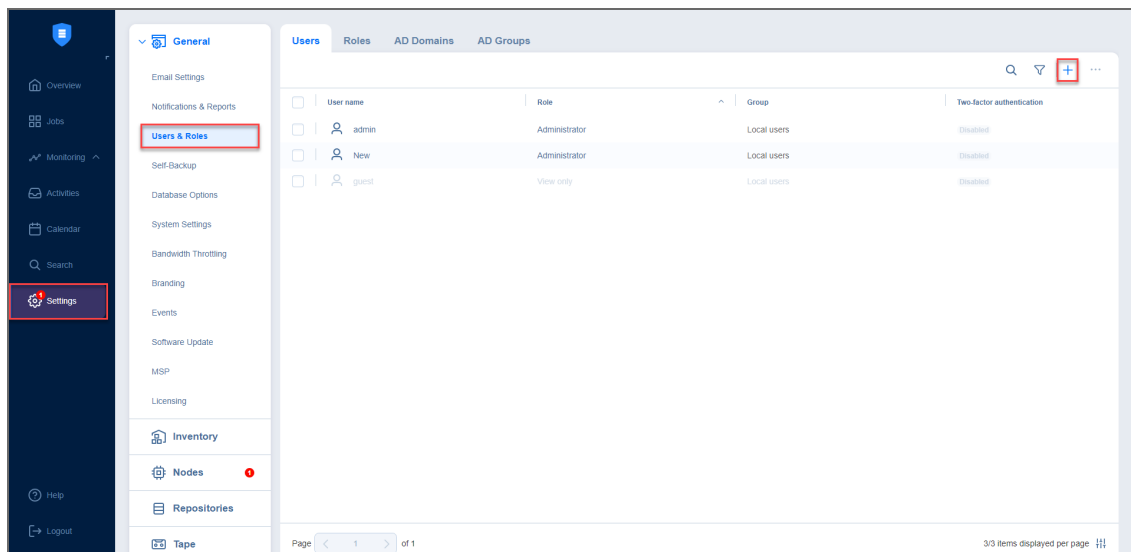 Overview
Jobs
Monitoring
Activities
Calendar
Search
1
Settings
Help
Logout
General
Email Settings
Notifications & Reports
Users & Roles
Self-Backup
Database Options
System Settings
Bandwidth Throttling
Branding
Events
Software Update
MSP
Licensing
Inventory
Nodes 1
Repositories
Tape
Users Roles AD Domains AD Groups
User name Role Group Two-factor authentication
admin Administrator Local users Disabled
New Administrator Local users Disabled
guest View only Local users Disabled
Page 1 of 1 3/3 items displayed per page